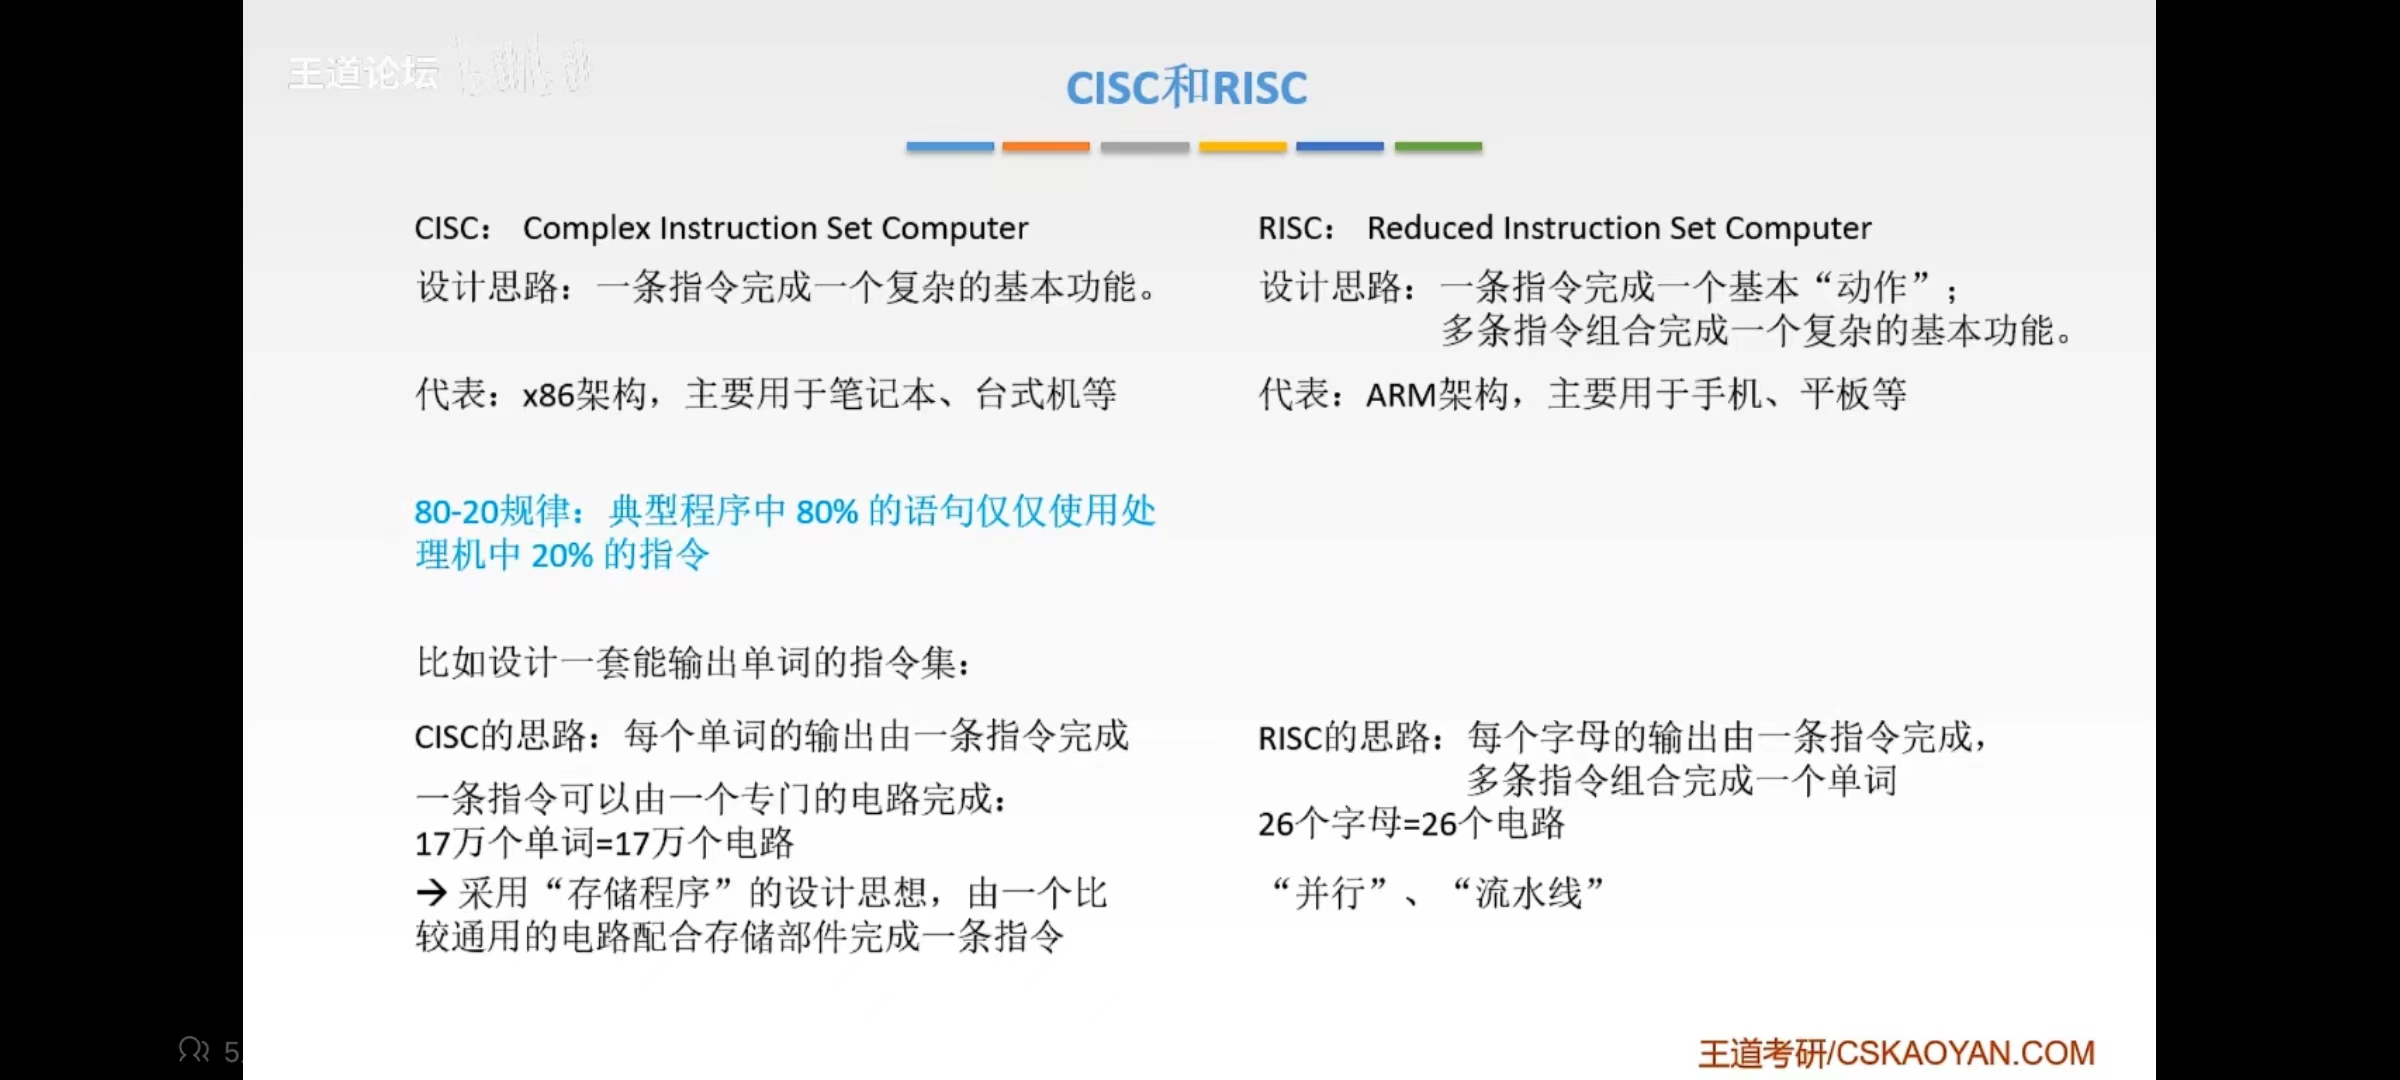 王道论坛
CISC和RISC
CISC： Complex Instruction Set Computer
设计思路：一条指令完成一个复杂的基本功能。
代表：x86架构，主要用于笔记本、台式机等
RISC： Reduced Instruction Set Computer
设计思路：一条指令完成一个基本“动作”；
多条指令组合完成一个复杂的基本功能。
代表：ARM架构，主要用于手机、平板等
80-20规律：典型程序中 80% 的语句仅仅使用处
理机中 20% 的指令
比如设计一套能输出单词的指令集：
CISC的思路：每个单词的输出由一条指令完成
一条指令可以由一个专门的电路完成：
17万个单词=17万个电路
→ 采用“存储程序”的设计思想，由一个比
较通用的电路配合存储部件完成一条指令
RISC的思路：每个字母的输出由一条指令完成，
多条指令组合完成一个单词
26个字母=26个电路
“并行”、“流水线”
5
王道考研/CSKAOYAN.COM